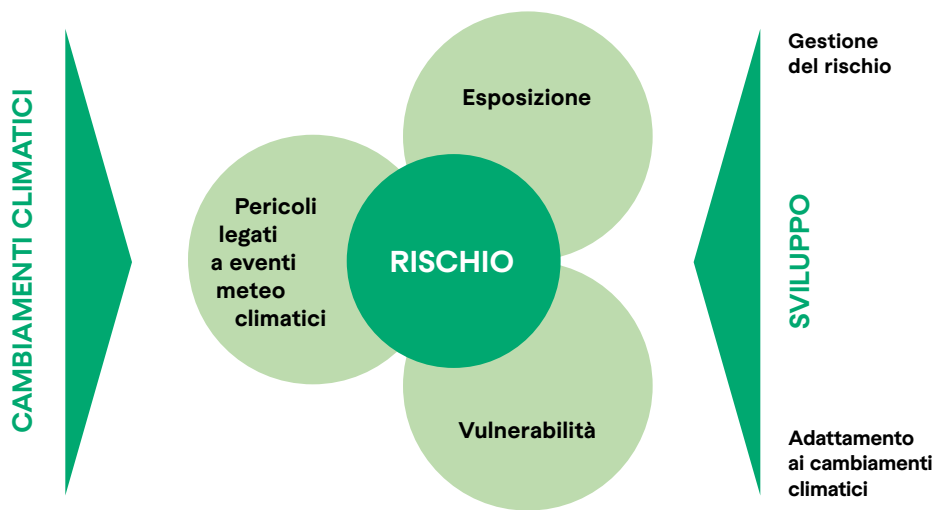 CAMBIAMENTI CLIMATICI
Pericoli
legati
a eventi
meteo
climatici
Esposizione
RISCHIO
Vulnerabilità
SVILUPPO
Gestione
del rischio
Adattamento
ai cambiamenti
climatici